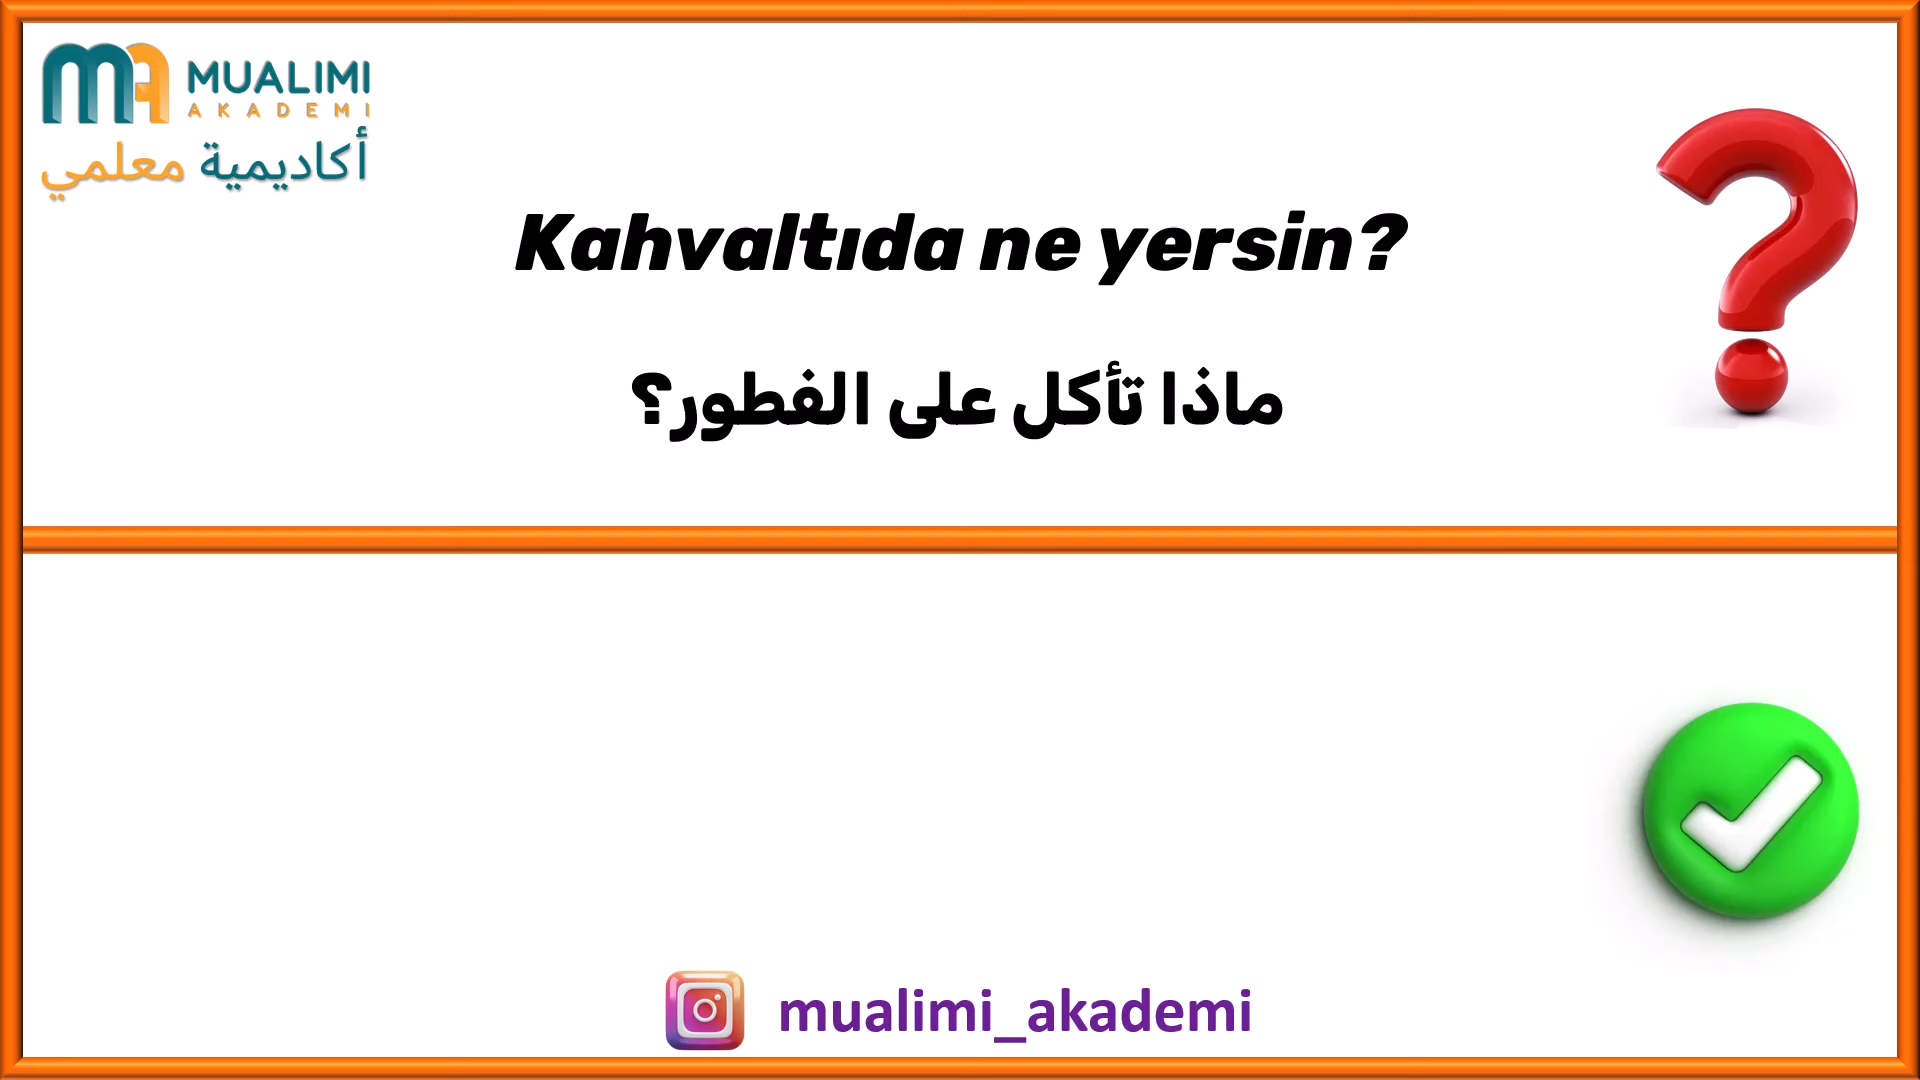 MUALIMI
AKADEMI
أكاديمية معلمي
Kahvaltıda ne yersin?
ماذا تأكل على الفطور؟
mualimi_akademi